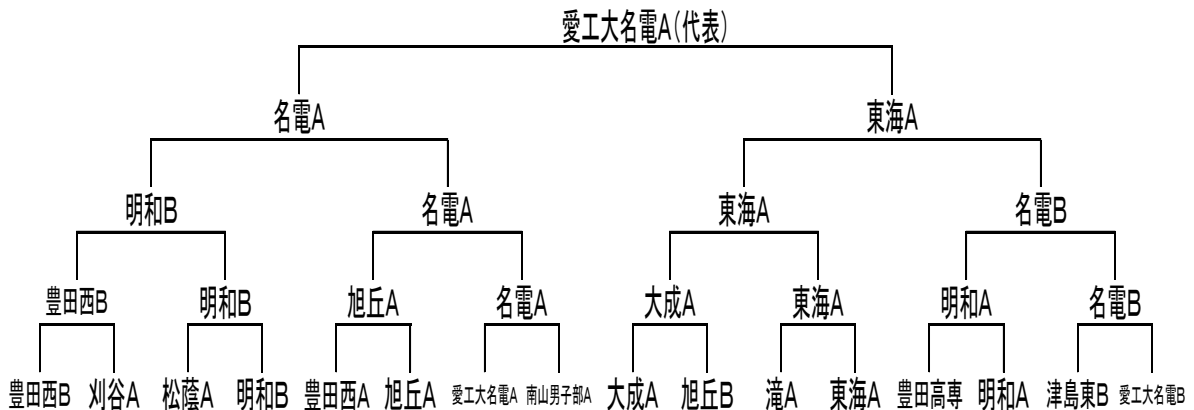 愛工大名電A(代表)
名電A 東海A
明和B 名電A 東海A 名電B
豊田西B 明和B 旭丘A 名電A 大成A 東海A 明和A 名電B
豊田西B 刈谷A 松蔭A 明和B 豊田西A 旭丘A 愛工大名電A 南山男子部A 大成A 旭丘B 滝A 東海A 豊田高専 明和A 津島東B 愛工大名電B